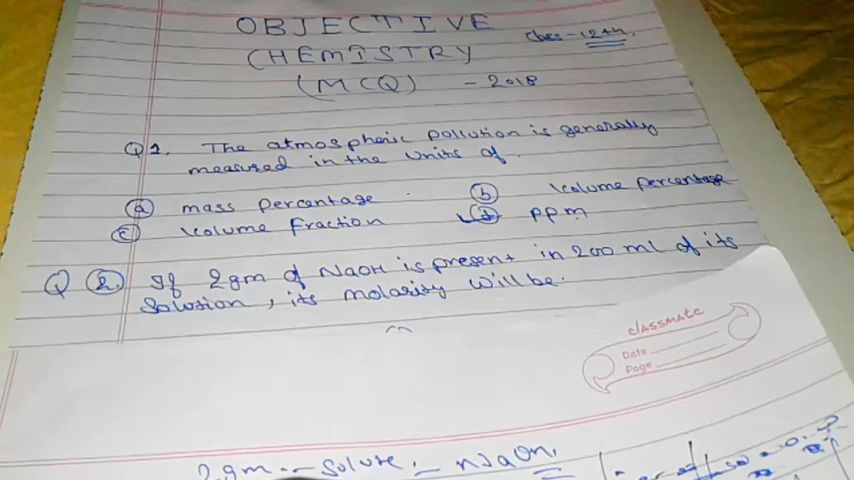 OBJECTIVE
CHEMISTRY
Class - 12th.
(MCQ) - 2018
Q 1. The atmospheric pollution is generally
measured in the units of.
(a) mass percentage (b) Volume percentage
(c) Volume fraction (d) ppm
Q (2.) If 2gm of NaOH is present in 200 ml of its
Solution, its molarity will be.
classmate
Date
Page
2gm - Solute -